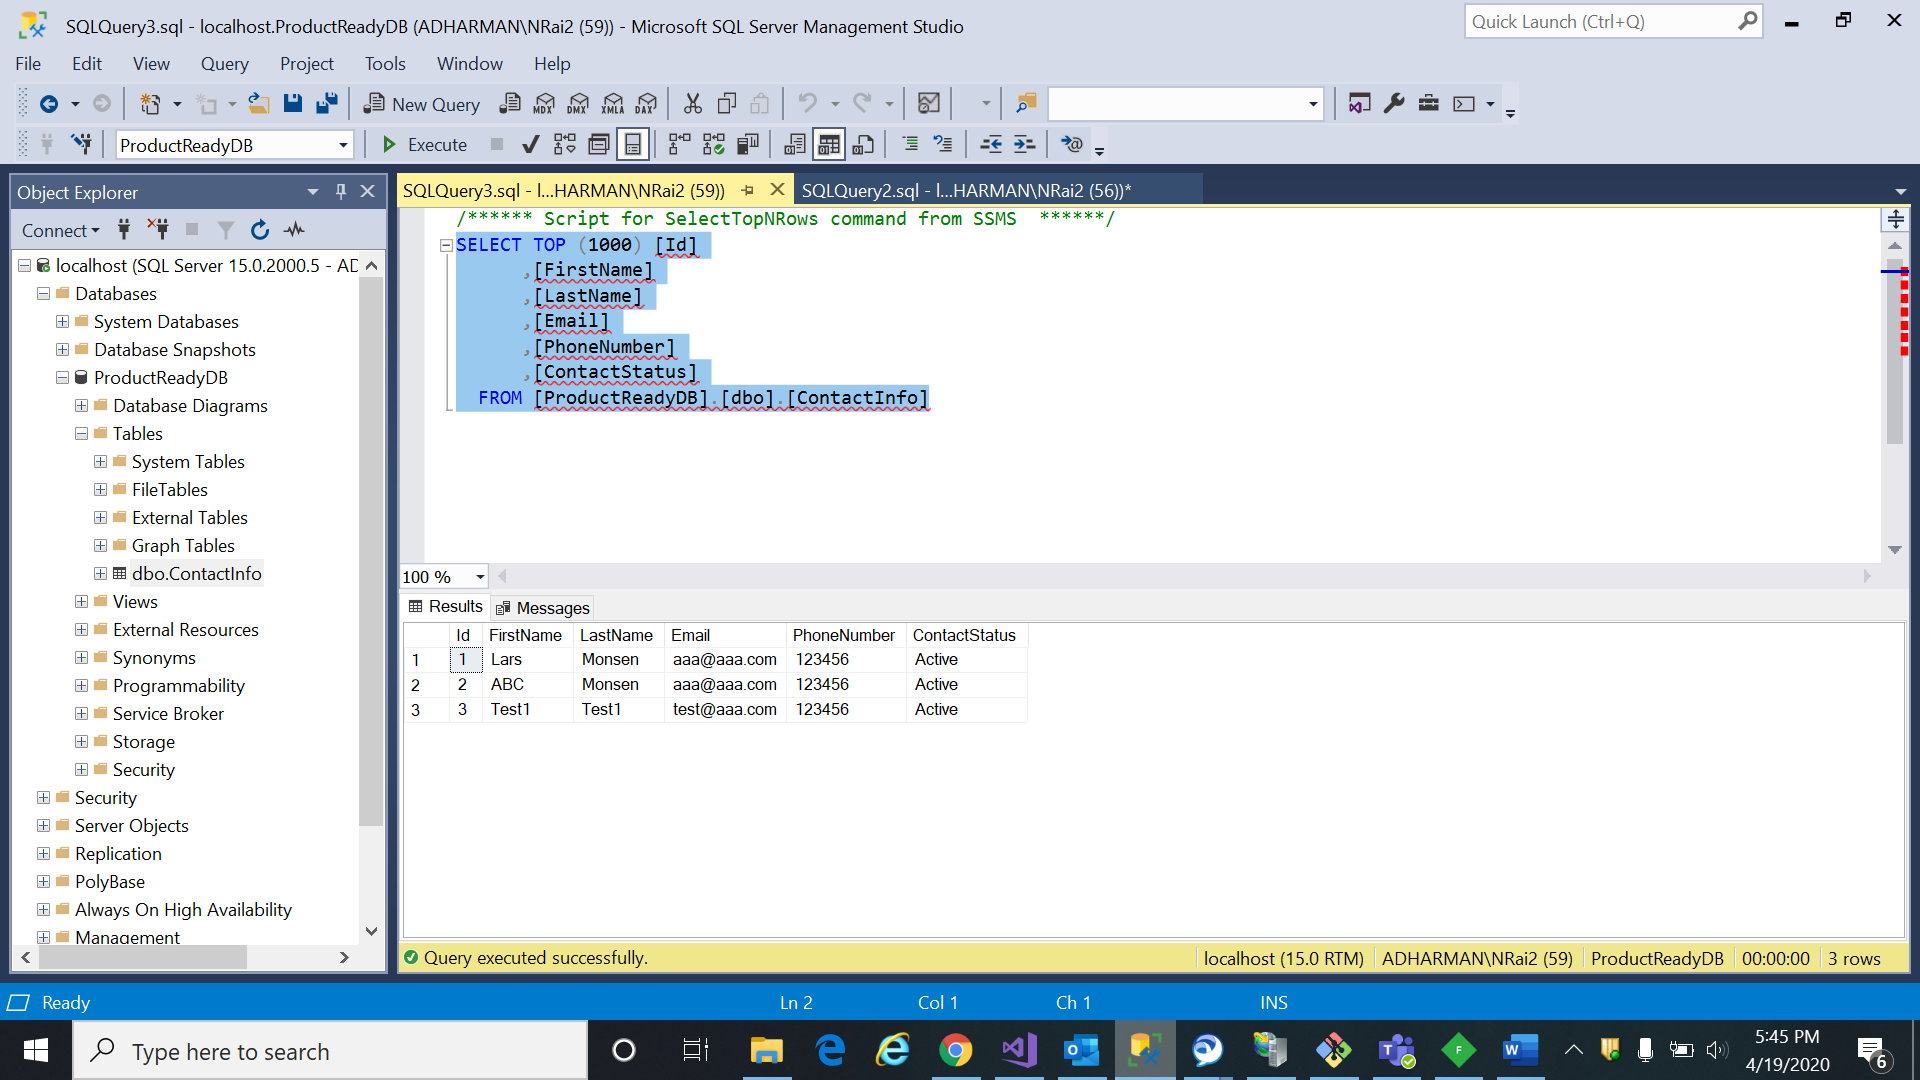 SQLQuery3.sql - localhost.ProductReadyDB (ADHARMAN\NRai2 (59)) - Microsoft SQL Server Management Studio
Quick Launch (Ctrl+Q)
File Edit View Query Project Tools Window Help
New Query MDX DMX XMLA DAX
ProductReadyDB Execute
Object Explorer
SQLQuery3.sql - l...HARMAN\NRai2 (59)) SQLQuery2.sql - l...HARMAN\NRai2 (56))*
Connect
localhost (SQL Server 15.0.2000.5 - AD
Databases
System Databases
Database Snapshots
ProductReadyDB
Database Diagrams
Tables
System Tables
FileTables
External Tables
Graph Tables
dbo.ContactInfo
Views
External Resources
Synonyms
Programmability
Service Broker
Storage
Security
Security
Server Objects
Replication
PolyBase
Always On High Availability
Management
/****** Script for SelectTopNRows command from SSMS  ******/
SELECT TOP (1000) [Id]
,[FirstName]
,[LastName]
,[Email]
,[PhoneNumber]
,[ContactStatus]
FROM [ProductReadyDB].[dbo].[ContactInfo]
100 %
Results Messages
Id FirstName LastName Email PhoneNumber ContactStatus
1 1 Lars Monsen aaa@aaa.com 123456 Active
2 2 ABC Monsen aaa@aaa.com 123456 Active
3 3 Test1 Test1 test@aaa.com 123456 Active
Query executed successfully. localhost (15.0 RTM) ADHARMAN\NRai2 (59) ProductReadyDB 00:00:00 3 rows
Ready Ln 2 Col 1 Ch 1 INS
Type here to search
5:45 PM
4/19/2020
6